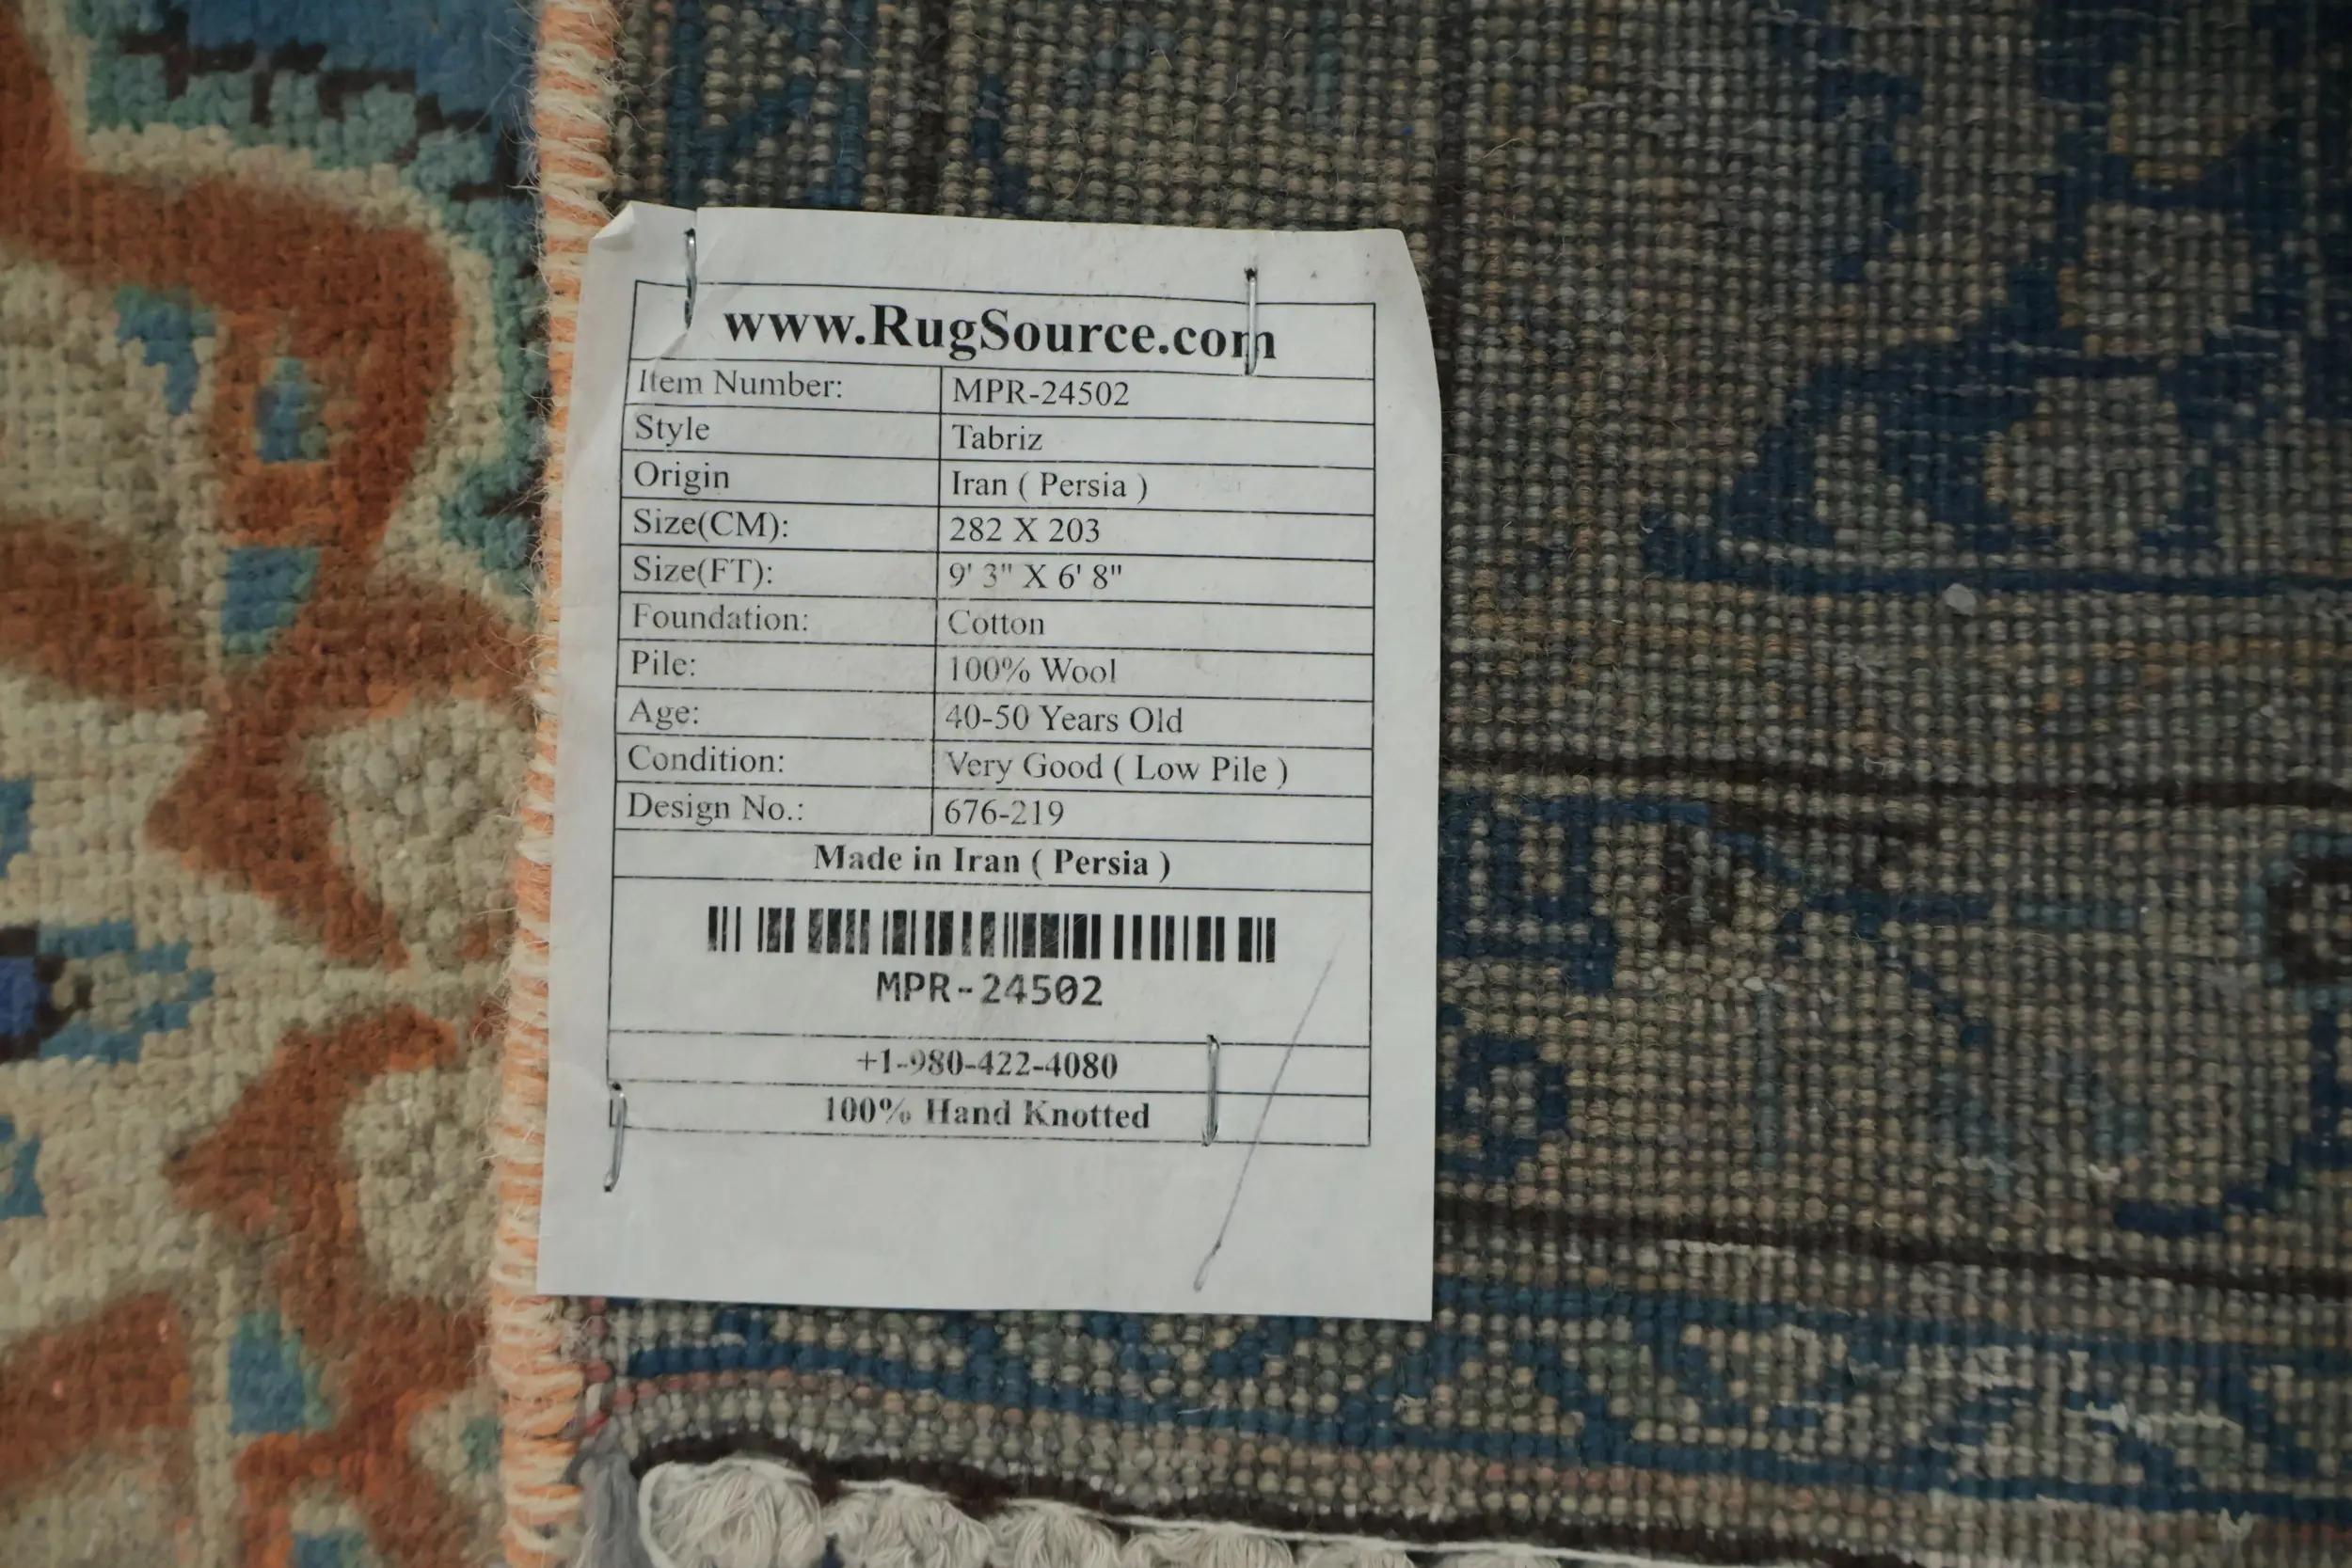 www.RugSource.com
Item Number: MPR-24502
Style Tabriz
Origin Iran ( Persia )
Size(CM): 282 X 203
Size(FT): 9' 3" X 6' 8"
Foundation: Cotton
Pile: 100% Wool
Age: 40-50 Years Old
Condition: Very Good ( Low Pile )
Design No.: 676-219
Made in Iran ( Persia )
MPR-24502
+1-980-422-4080
100% Hand Knotted